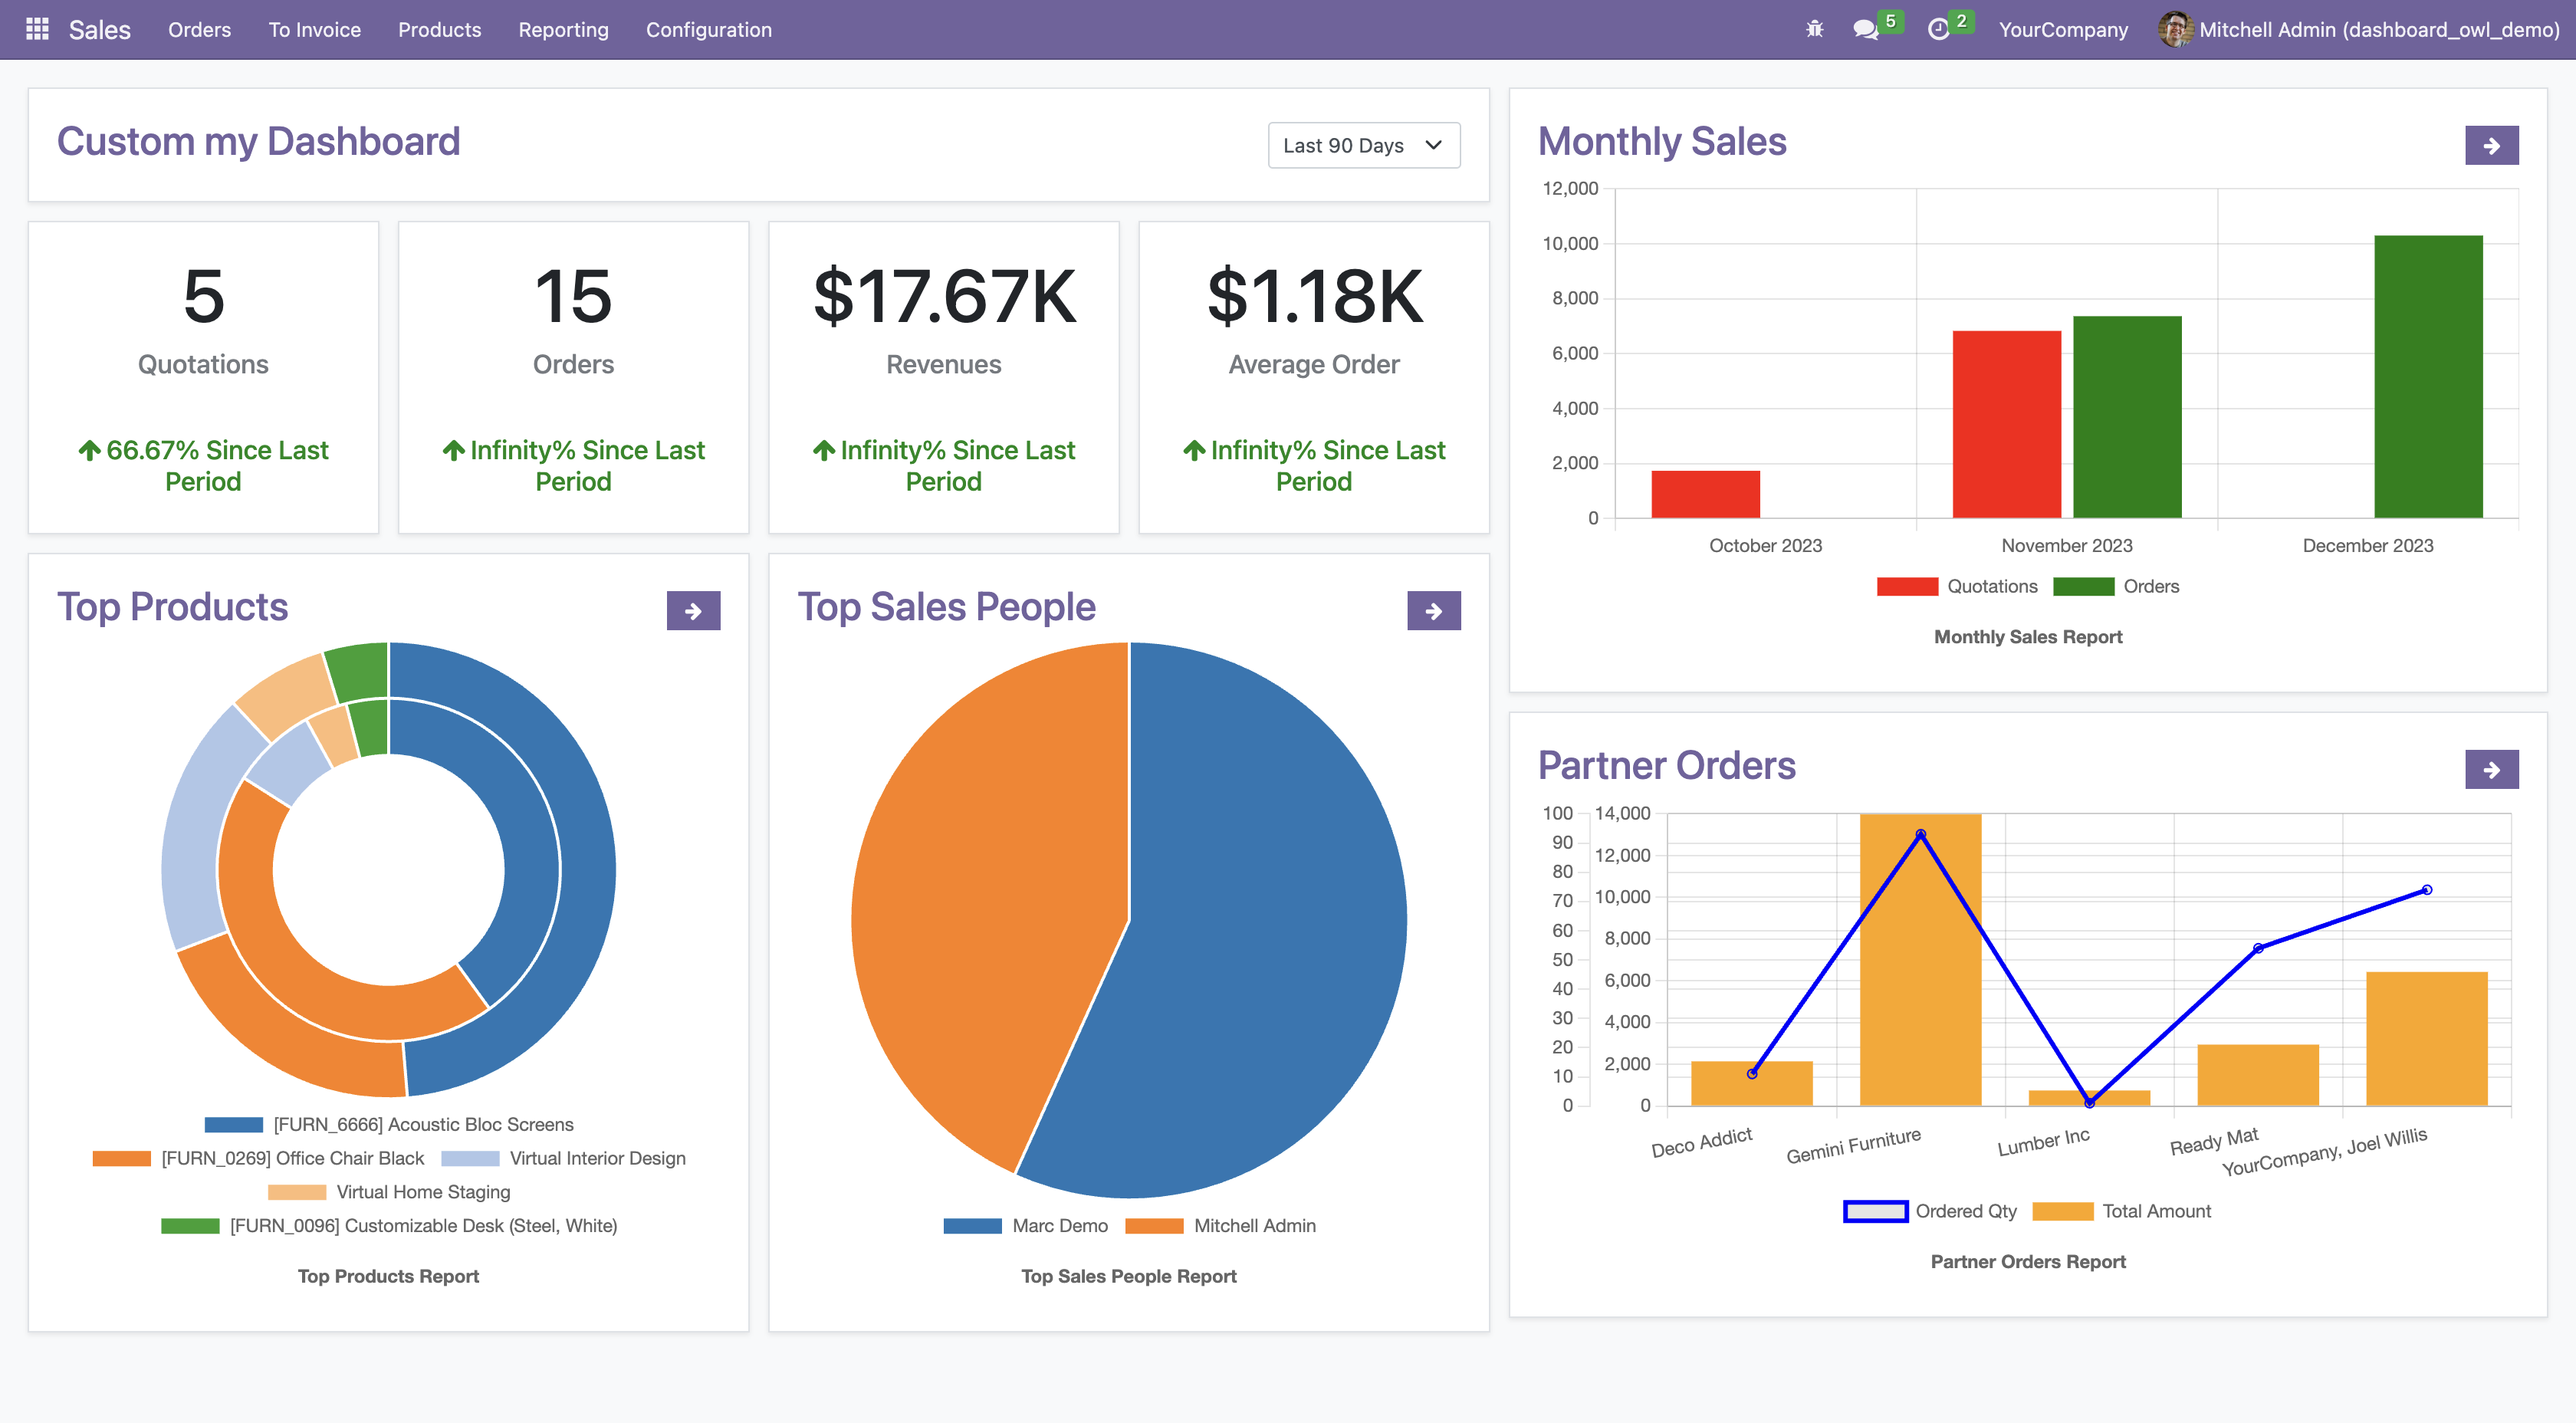 Sales Orders To Invoice Products Reporting Configuration 5 2 YourCompany Mitchell Admin (dashboard_owl_demo)
Custom my Dashboard
Last 90 Days
5
Quotations
66.67% Since Last
Period
15
Orders
Infinity% Since Last
Period
$17.67K
Revenues
Infinity% Since Last
Period
$1.18K
Average Order
Infinity% Since Last
Period
Top Products
[FURN_6666] Acoustic Bloc Screens
[FURN_0269] Office Chair Black Virtual Interior Design
Virtual Home Staging
[FURN_0096] Customizable Desk (Steel, White)
Top Products Report
Top Sales People
Marc Demo Mitchell Admin
Top Sales People Report
Monthly Sales
12,000
10,000
8,000
6,000
4,000
2,000
0
October 2023 November 2023 December 2023
Quotations Orders
Monthly Sales Report
Partner Orders
100 14,000
90
12,000
80
10,000
70
60
8,000
50
6,000
40
30
4,000
20
2,000
10
0 0
Deco Addict Gemini Furniture Lumber Inc Ready Mat YourCompany, Joel Willis
Ordered Qty Total Amount
Partner Orders Report